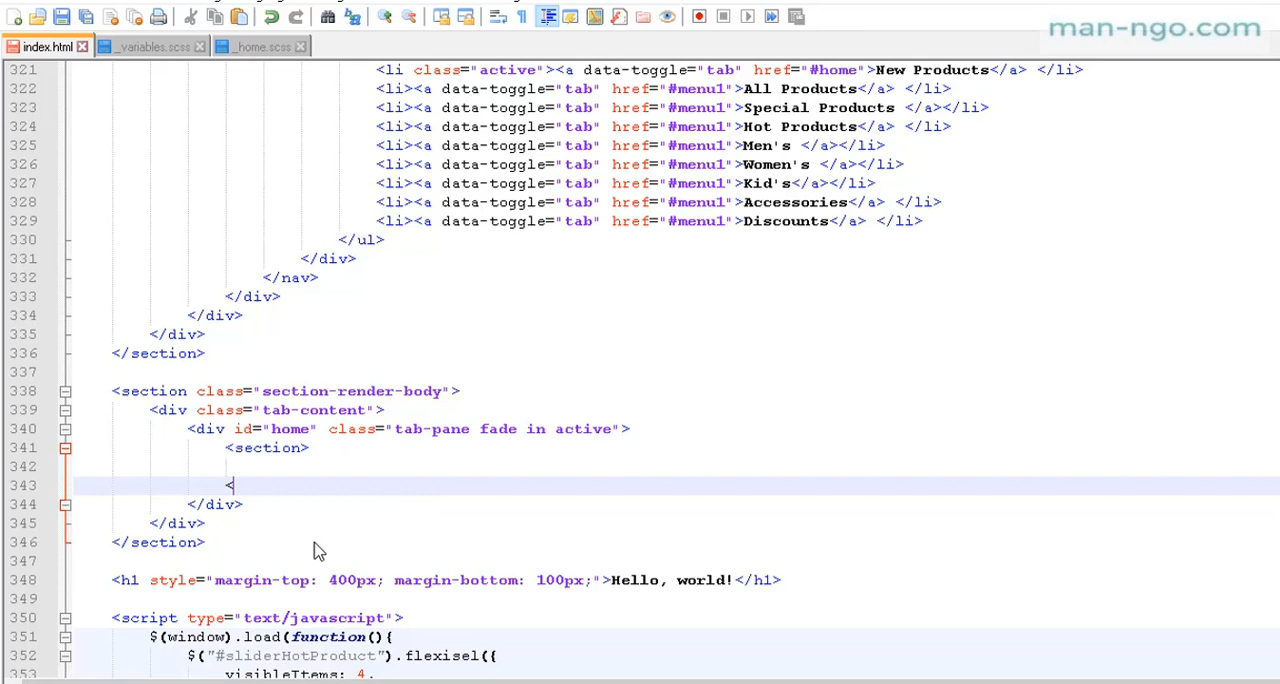 man-ngo.com
index.html _variables.scss _home.scss
321 <li class="active"><a data-toggle="tab" href="#home">New Products</a> </li>
322 <li><a data-toggle="tab" href="#menu1">All Products</a> </li>
323 <li><a data-toggle="tab" href="#menu1">Special Products </a></li>
324 <li><a data-toggle="tab" href="#menu1">Hot Products</a> </li>
325 <li><a data-toggle="tab" href="#menu1">Men's </a></li>
326 <li><a data-toggle="tab" href="#menu1">Women's </a></li>
327 <li><a data-toggle="tab" href="#menu1">Kid's</a></li>
328 <li><a data-toggle="tab" href="#menu1">Accessories</a> </li>
329 <li><a data-toggle="tab" href="#menu1">Discounts</a> </li>
330 </ul>
331 </div>
332 </nav>
333 </div>
334 </div>
335 </div>
336 </section>
337
338 <section class="section-render-body">
339 <div class="tab-content">
340 <div id="home" class="tab-pane fade in active">
341 <section>
342
343 <
344 </div>
345 </div>
346 </section>
347
348 <h1 style="margin-top: 400px; margin-bottom: 100px;">Hello, world!</h1>
349
350 <script type="text/javascript">
351 $(window).load(function(){
352 $("#sliderHotProduct").flexisel({
353 visibleItems: 4,